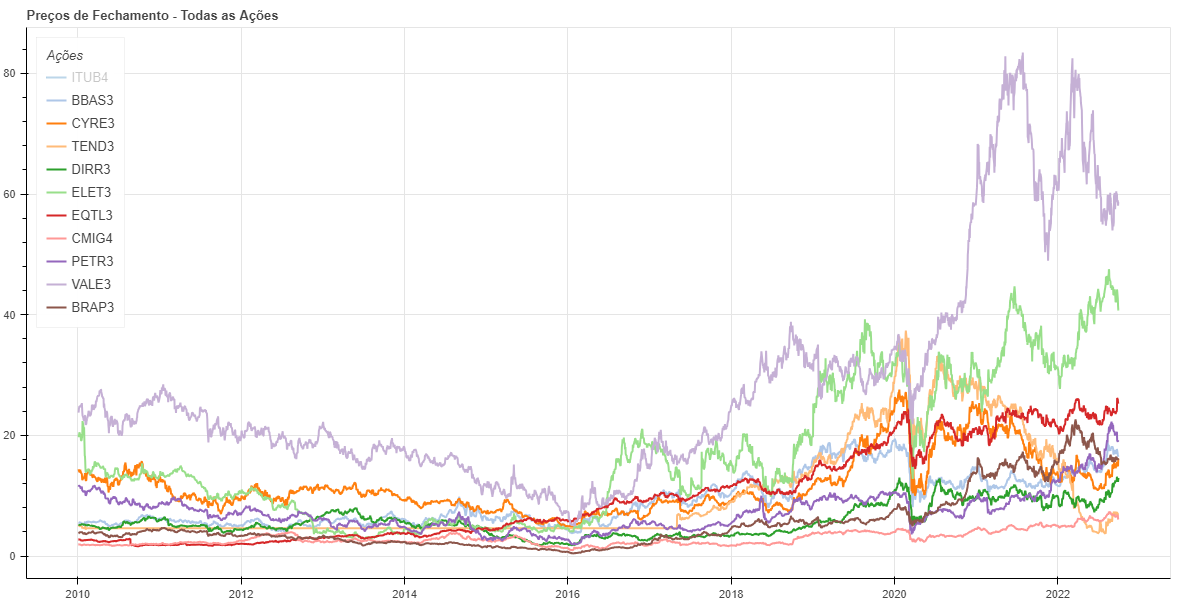 Preços de Fechamento - Todas as Ações
Ações
ITUB4
BBAS3
CYRE3
TEND3
DIRR3
ELET3
EQTL3
CMIG4
PETR3
VALE3
BRAP3
80
60
40
20
0
2010 2012 2014 2016 2018 2020 2022